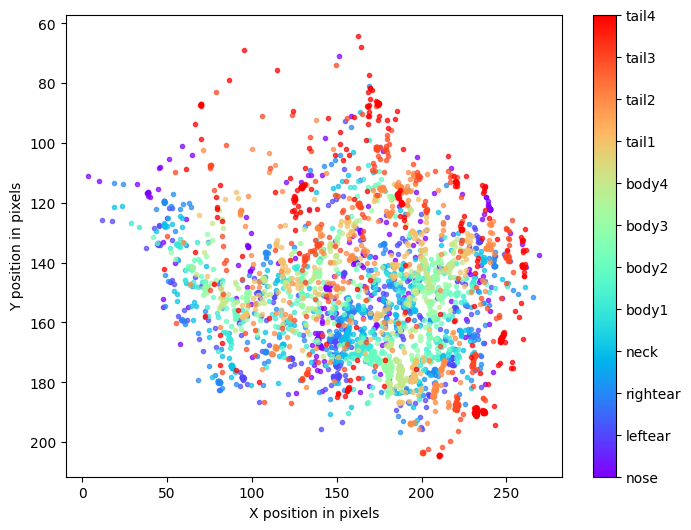 60
80
100
120
140
160
180
200
Y position in pixels
0
50
100
150
200
250
X position in pixels
tail4
tail3
tail2
tail1
body4
body3
body2
body1
neck
rightear
leftear
nose